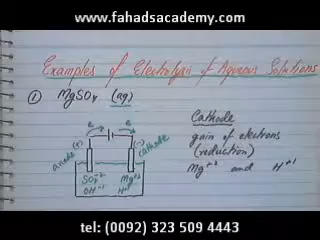 www.fahadsacademy.com
Examples of Electrolysis of Aqueous Solutions
① MgSO4 (aq)
Cathode
gain of electrons
(reduction)
Mg+2 and H+1
e e
anode (+) (-) cathode
SO4-2 Mg+2
OH-1 H+1
tel: (0092) 323 509 4443